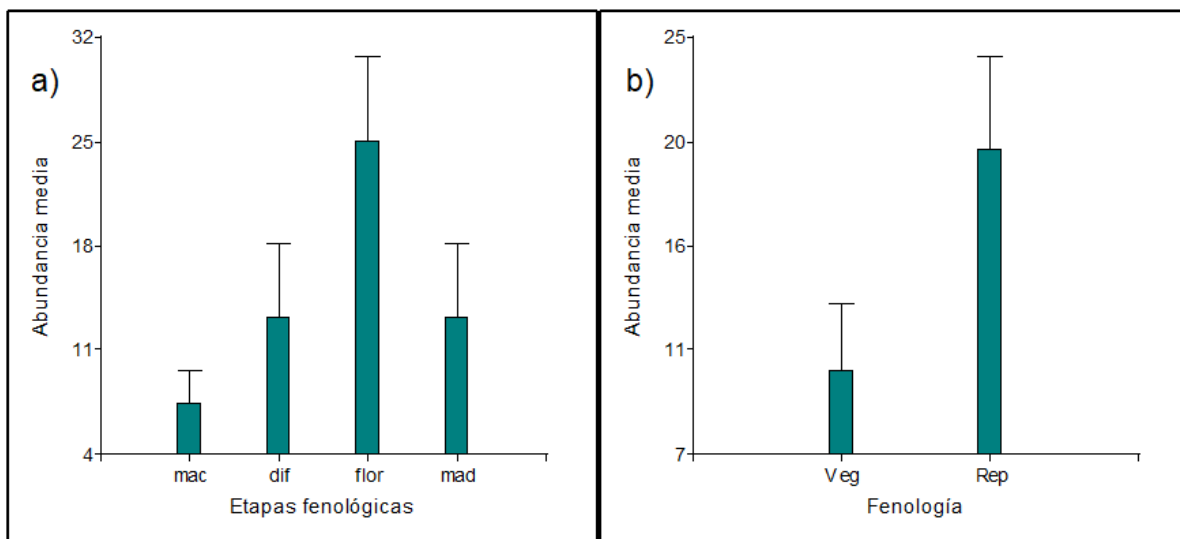 a)
Abundancia media
32
25
18
11
4
mac dif flor mad
Etapas fenológicas
b)
Abundancia media
25
20
16
11
7
Veg Rep
Fenología